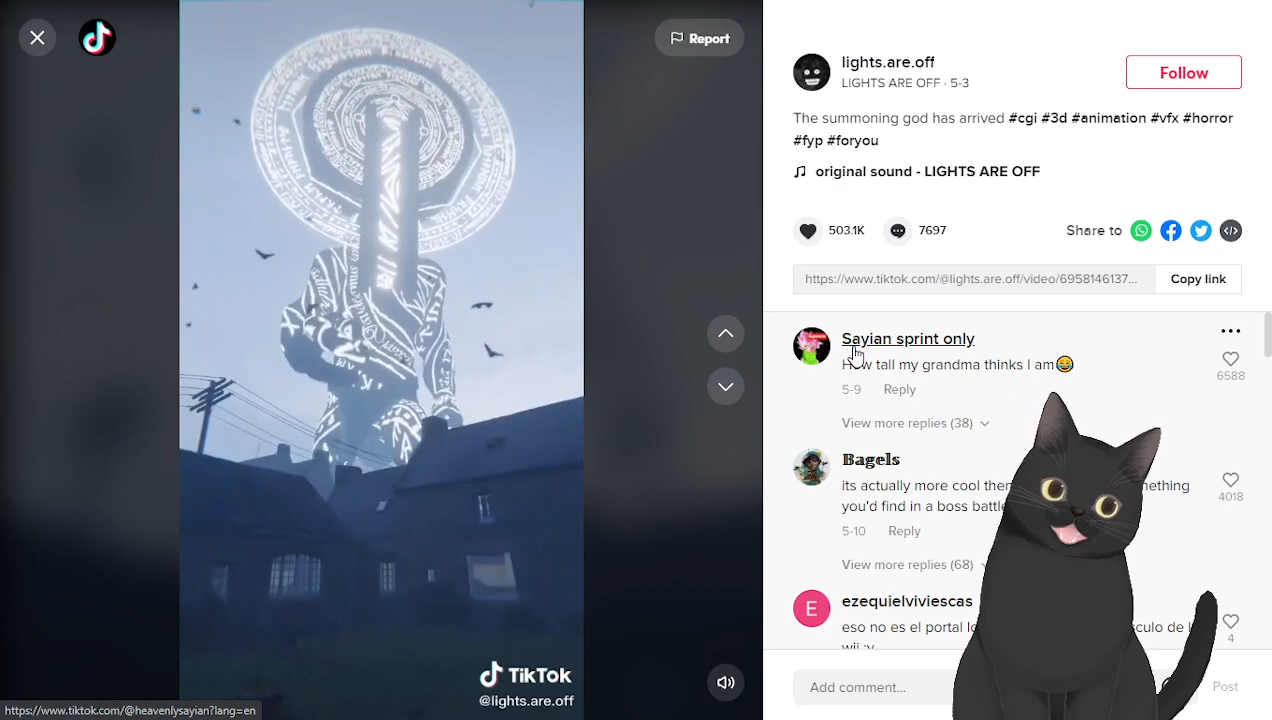 Report
TikTok
@lights.are.off
https://www.tiktok.com/@heavenlysayian?lang=en
lights.are.off
LIGHTS ARE OFF · 5-3
Follow
The summoning god has arrived #cgi #3d #animation #vfx #horror
#fyp #foryou
original sound - LIGHTS ARE OFF
503.1K
7697
Share to
https://www.tiktok.com/@lights.are.off/video/6958146137...
Copy link
Sayian sprint only
How tall my grandma thinks I am😂
6588
5-9
Reply
View more replies (38)
Bagels
its actually more cool
you'd find in a boss
4018
5-10
Reply
View more replies (68)
E
ezequielviviescas
eso no es el portal
4
Add comment...
Post